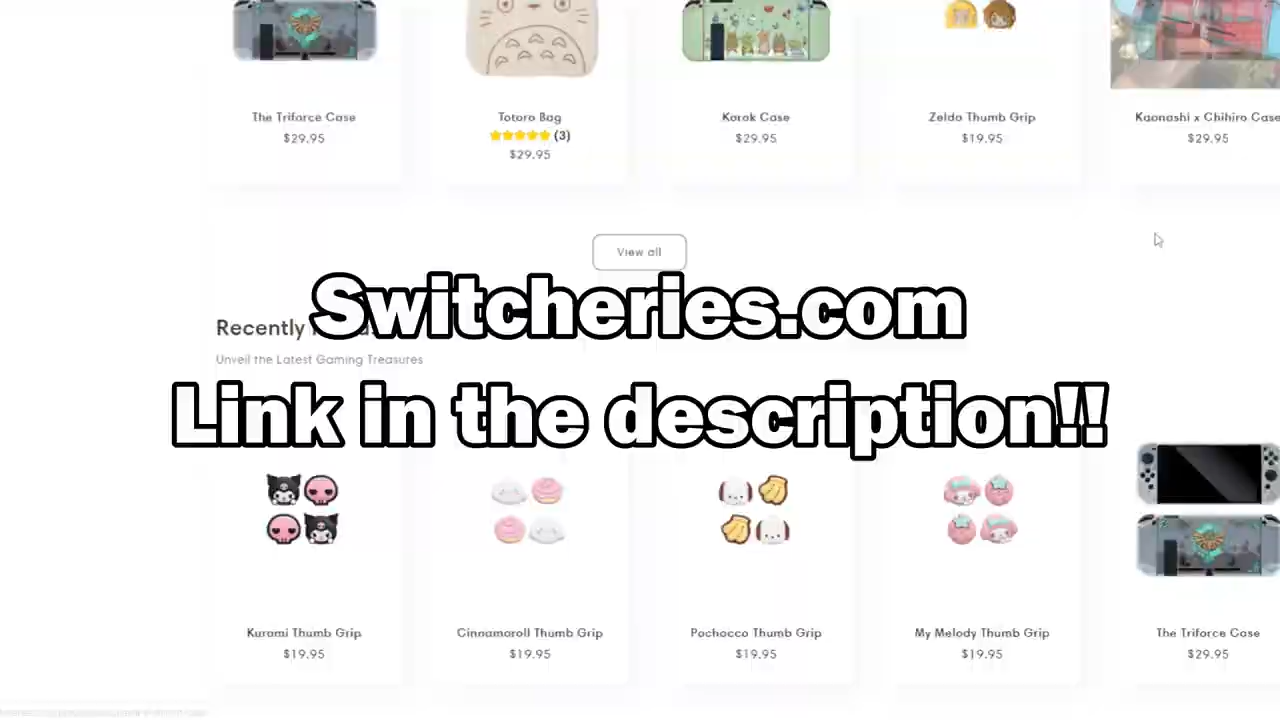 The Triforce Case
Totoro Bag
Korok Case
Zelda Thumb Grip
Kaonashi x Chihiro Case
$29.95
(3)
$29.95
$29.95
$19.95
$29.95
View all
Switcheries.com
Recently
Unveil the Latest Gaming Treasures
Link in the description!!
Kuromi Thumb Grip
Cinnamoroll Thumb Grip
Pochacco Thumb Grip
My Melody Thumb Grip
The Triforce Case
$19.95
$19.95
$19.95
$19.95
$29.95